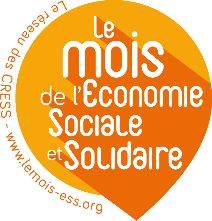 Le réseau des CRESS - www.lemois-ess.org
le
mois
de l'Économie
Sociale
et Solidaire